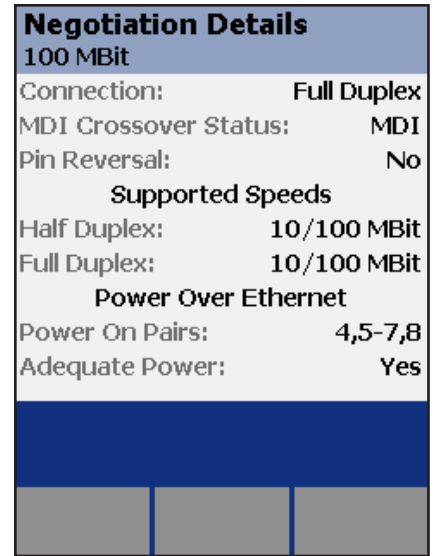 Negotiation Details
100 MBit
Connection: Full Duplex
MDI Crossover Status: MDI
Pin Reversal: No
Supported Speeds
Half Duplex: 10/100 MBit
Full Duplex: 10/100 MBit
Power Over Ethernet
Power On Pairs: 4,5-7,8
Adequate Power: Yes